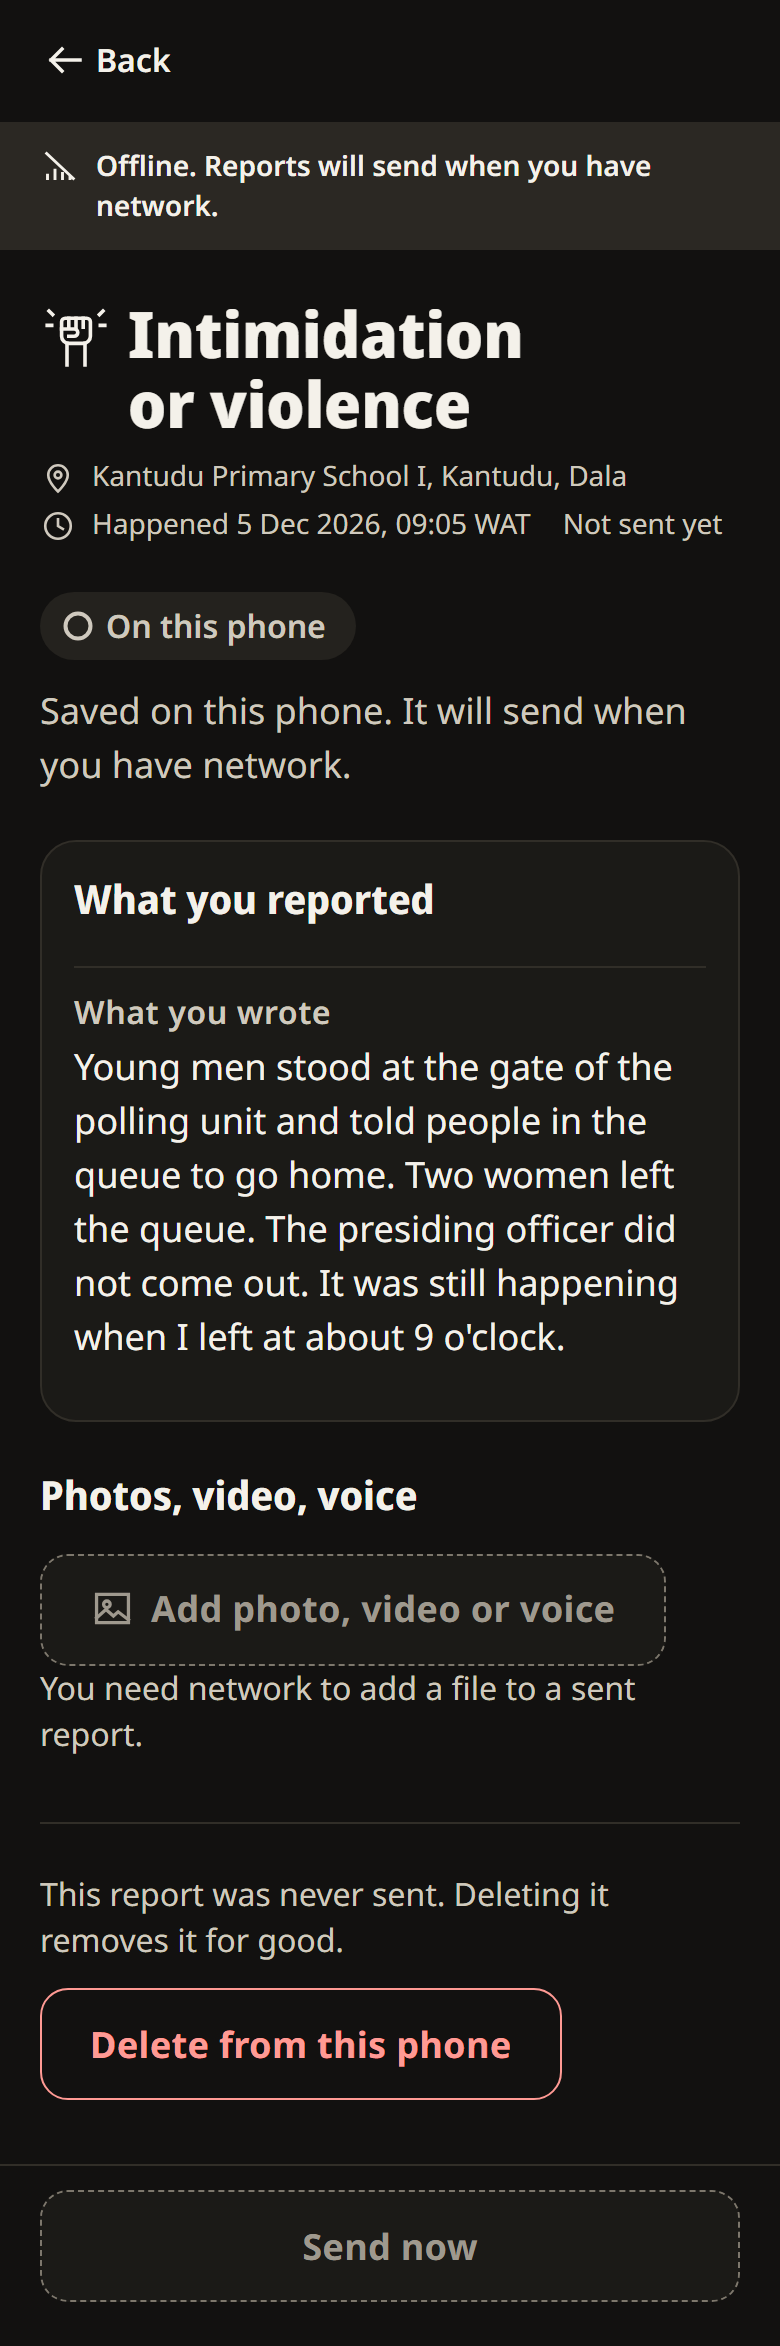 Back
Offline. Reports will send when you have
network.
Intimidation
or violence
Kantudu Primary School I, Kantudu, Dala
Happened 5 Dec 2026, 09:05 WAT Not sent yet
On this phone
Saved on this phone. It will send when
you have network.
What you reported
What you wrote
Young men stood at the gate of the
polling unit and told people in the
queue to go home. Two women left
the queue. The presiding officer did
not come out. It was still happening
when I left at about 9 o'clock.
Photos, video, voice
Add photo, video or voice
You need network to add a file to a sent
report.
This report was never sent. Deleting it
removes it for good.
Delete from this phone
Send now